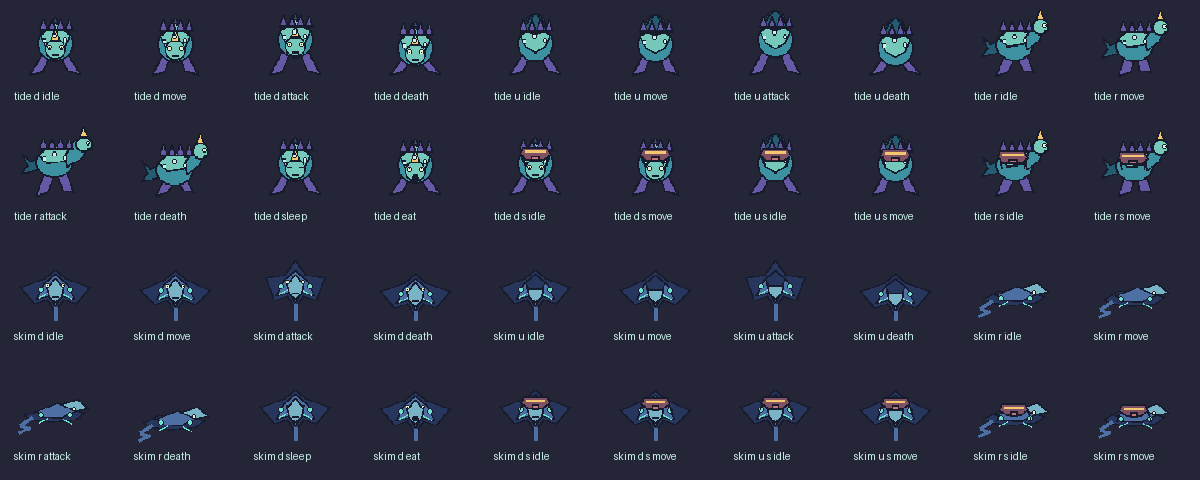 tide d idle tide d move tide d attack tide d death tide u idle tide u move tide u attack tide u death tide r idle tide r move
tide r attack tide r death tide d sleep tide d eat tide d s idle tide d s move tide u s idle tide u s move tide r s idle tide r s move
skim d idle skim d move skim d attack skim d death skim u idle skim u move skim u attack skim u death skim r idle skim r move
skim r attack skim r death skim d sleep skim d eat skim d s idle skim d s move skim u s idle skim u s move skim r s idle skim r s move